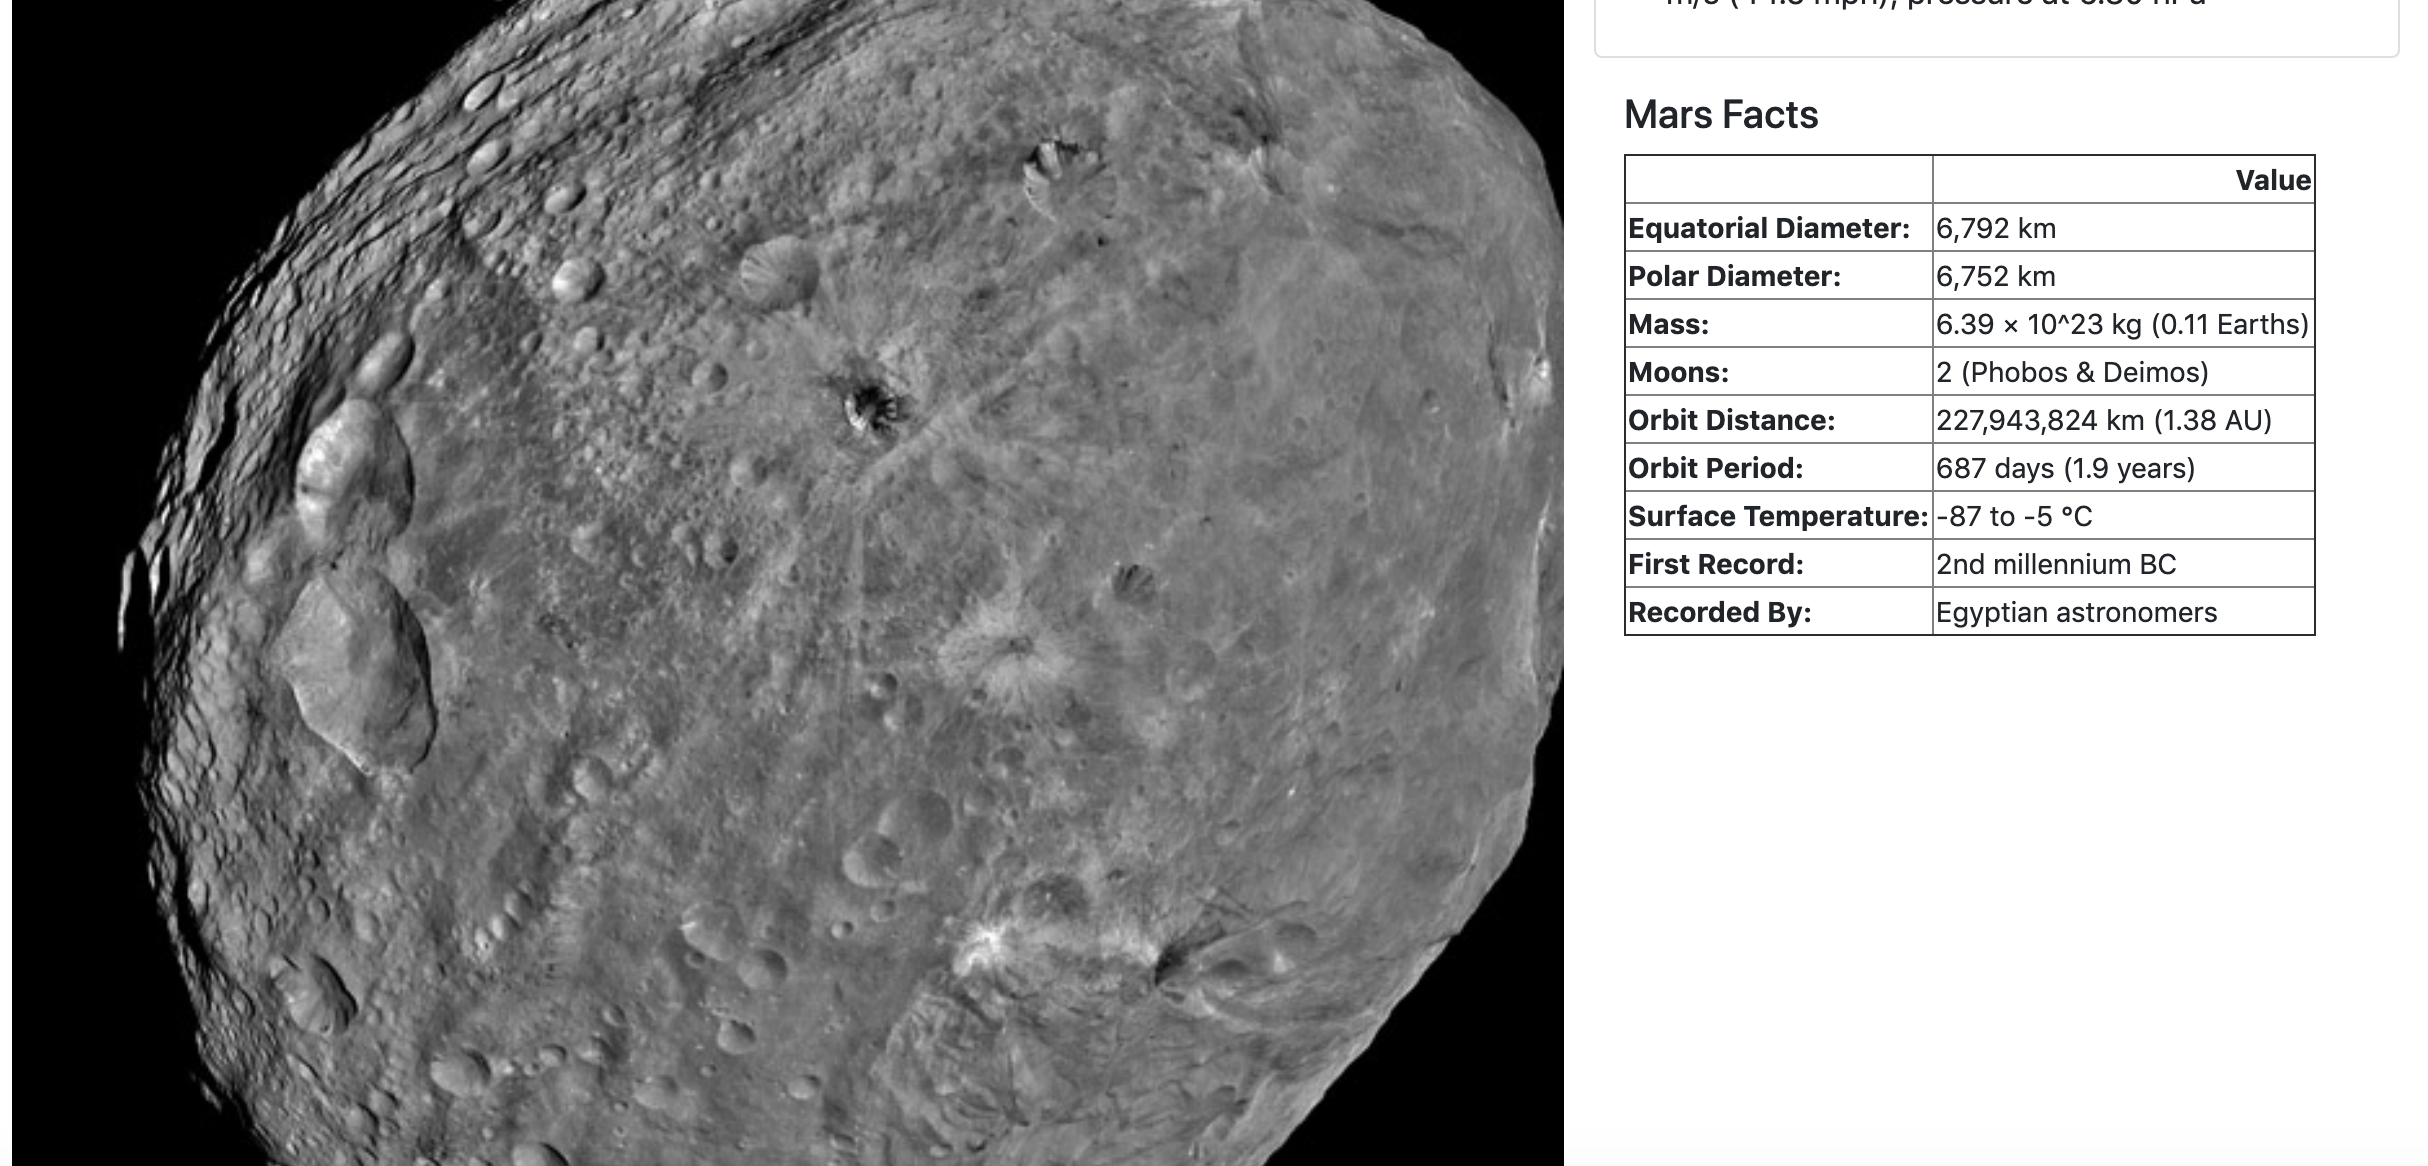 Mars Facts
Value
Equatorial Diameter: 6,792 km
Polar Diameter: 6,752 km
Mass: 6.39 × 10^23 kg (0.11 Earths)
Moons: 2 (Phobos & Deimos)
Orbit Distance: 227,943,824 km (1.38 AU)
Orbit Period: 687 days (1.9 years)
Surface Temperature: -87 to -5 °C
First Record: 2nd millennium BC
Recorded By: Egyptian astronomers